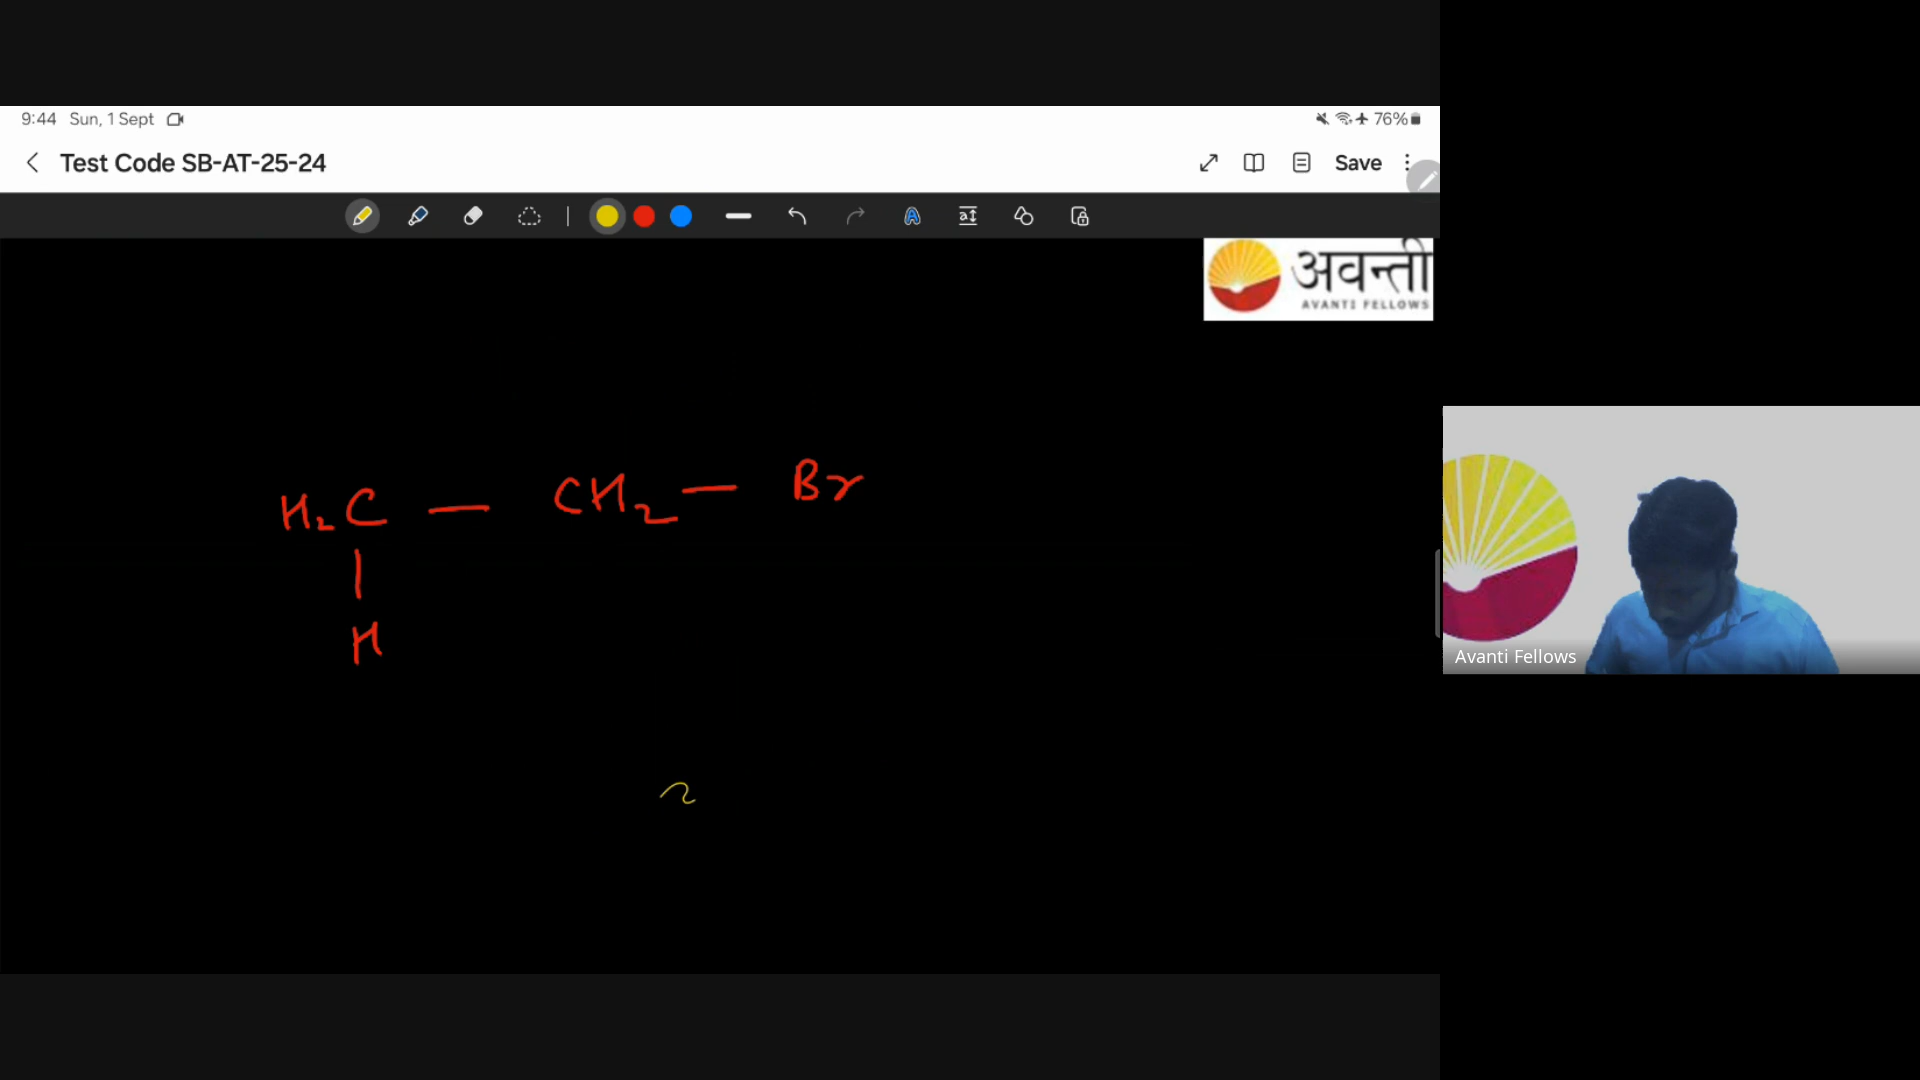 9:44 Sun, 1 Sept 76%
Test Code SB-AT-25-24 Save
अवन्ती
AVANTI FELLOWS
H₂C — CH₂ — Br
|
H
Avanti Fellows